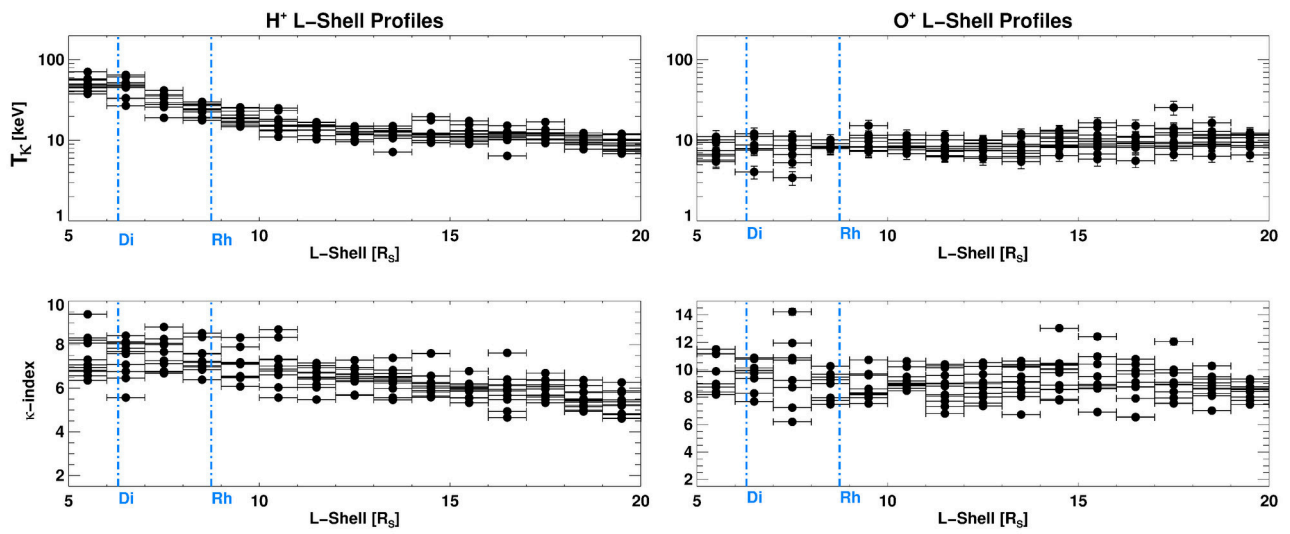 H⁺ L−Shell Profiles
O⁺ L−Shell Profiles
100
10
1
Tκ [keV]
5 10 15 20
Di Rh
L−Shell [R_S]
100
10
1
5 10 15 20
Di Rh
L−Shell [R_S]
10
8
6
4
2
κ−index
5 10 15 20
Di Rh
L−Shell [R_S]
14
12
10
8
6
4
2
5 10 15 20
Di Rh
L−Shell [R_S]